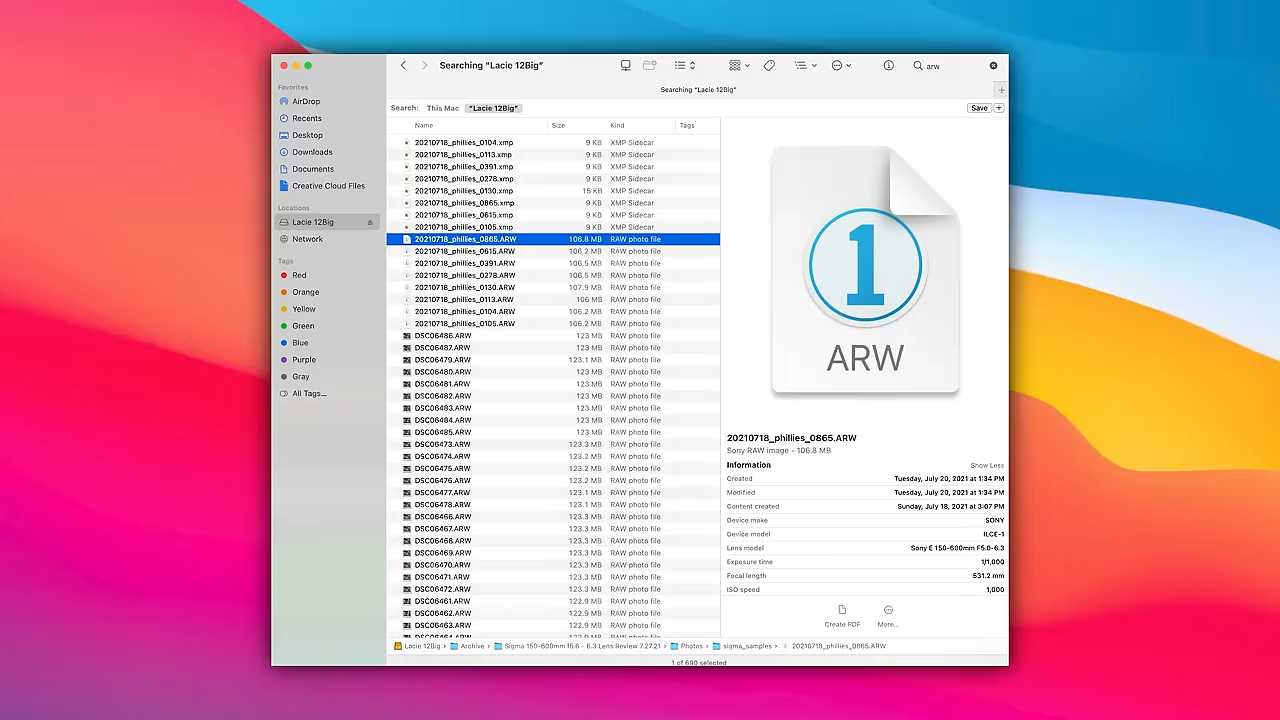 Searching “Lacie 12Big”
arw
Searching “Lacie 12Big”
Search: This Mac “Lacie 12Big” Save
Favorites
AirDrop
Recents
Desktop
Downloads
Documents
Creative Cloud Files
Locations
Lacie 12Big
Network
Tags
Red
Orange
Yellow
Green
Blue
Purple
Gray
All Tags...
Name Size Kind Tags
20210718_phillies_0104.xmp 9 KB XMP Sidecar
20210718_phillies_0113.xmp 9 KB XMP Sidecar
20210718_phillies_0391.xmp 9 KB XMP Sidecar
20210718_phillies_0278.xmp 9 KB XMP Sidecar
20210718_phillies_0130.xmp 15 KB XMP Sidecar
20210718_phillies_0865.xmp 9 KB XMP Sidecar
20210718_phillies_0615.xmp 9 KB XMP Sidecar
20210718_phillies_0105.xmp 9 KB XMP Sidecar
20210718_phillies_0865.ARW 106.8 MB RAW photo file
20210718_phillies_0615.ARW 106.2 MB RAW photo file
20210718_phillies_0391.ARW 106.5 MB RAW photo file
20210718_phillies_0278.ARW 106.5 MB RAW photo file
20210718_phillies_0130.ARW 107.9 MB RAW photo file
20210718_phillies_0113.ARW 106 MB RAW photo file
20210718_phillies_0104.ARW 106.2 MB RAW photo file
20210718_phillies_0105.ARW 106.2 MB RAW photo file
DSC06486.ARW 123 MB RAW photo file
DSC06487.ARW 123 MB RAW photo file
DSC06479.ARW 123.1 MB RAW photo file
DSC06480.ARW 123 MB RAW photo file
DSC06481.ARW 123 MB RAW photo file
DSC06482.ARW 123 MB RAW photo file
DSC06483.ARW 123 MB RAW photo file
DSC06484.ARW 123 MB RAW photo file
DSC06485.ARW 123 MB RAW photo file
DSC06473.ARW 123.3 MB RAW photo file
DSC06474.ARW 123.2 MB RAW photo file
DSC06475.ARW 123.2 MB RAW photo file
DSC06476.ARW 123.2 MB RAW photo file
DSC06477.ARW 123.1 MB RAW photo file
DSC06478.ARW 123.1 MB RAW photo file
DSC06466.ARW 123.3 MB RAW photo file
DSC06467.ARW 123.3 MB RAW photo file
DSC06468.ARW 123.3 MB RAW photo file
DSC06469.ARW 123.3 MB RAW photo file
DSC06470.ARW 123.3 MB RAW photo file
DSC06471.ARW 123.3 MB RAW photo file
DSC06472.ARW 123.3 MB RAW photo file
DSC06461.ARW 122.9 MB RAW photo file
DSC06462.ARW 122.9 MB RAW photo file
DSC06463.ARW 122.9 MB RAW photo file
DSC06464.ARW 122.9 MB RAW photo file
1
ARW
20210718_phillies_0865.ARW
Sony RAW image - 106.8 MB
Information Show Less
Created Tuesday, July 20, 2021 at 1:34 PM
Modified Tuesday, July 20, 2021 at 1:34 PM
Content created Sunday, July 18, 2021 at 3:07 PM
Device make SONY
Device model ILCE-1
Lens model Sony E 150-600mm F5.0-6.3
Exposure time 1/1,000
Focal length 531.2 mm
ISO speed 1,000
Create PDF More...
Lacie 12Big › Archive › Sigma 150-600mm f5.6 - 6.3 Lens Review 7.27.21 › Photos › sigma_samples › 20210718_phillies_0865.ARW
1 of 690 selected